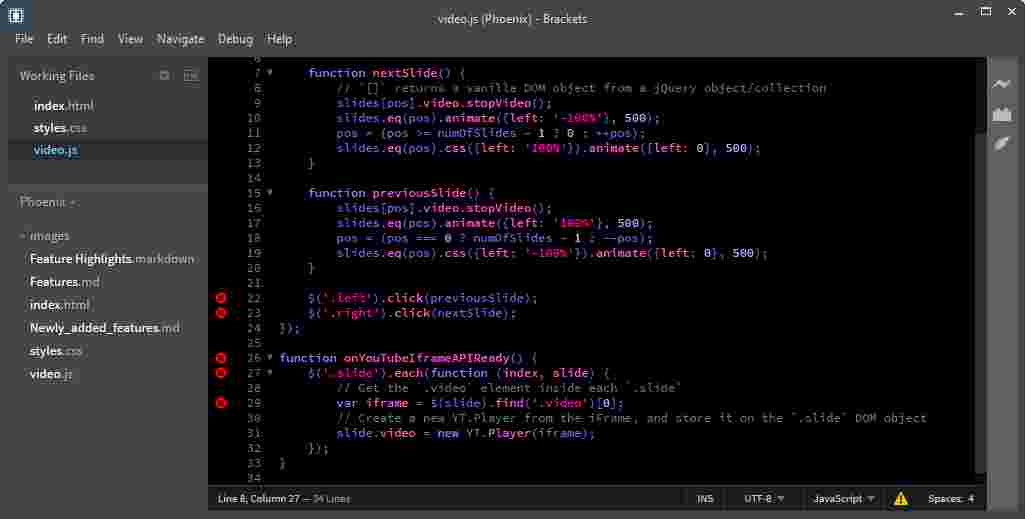 video.js (Phoenix) - Brackets
File Edit Find View Navigate Debug Help
Working Files
index.html
styles.css
video.js
Phoenix
images
Feature Highlights.markdown
Features.md
index.html
Newly_added_features.md
styles.css
video.js
6
7 function nextSlide() {
8 // `[]` returns a vanilla DOM object from a jQuery object/collection
9 slides[pos].video.stopVideo();
10 slides.eq(pos).animate({left: '-100%'}, 500);
11 pos = (pos >= numOfSlides - 1 ? 0 : ++pos);
12 slides.eq(pos).css({left: '100%'}).animate({left: 0}, 500);
13 }
14
15 function previousSlide() {
16 slides[pos].video.stopVideo();
17 slides.eq(pos).animate({left: '100%'}, 500);
18 pos = (pos === 0 ? numOfSlides - 1 : --pos);
19 slides.eq(pos).css({left: '-100%'}).animate({left: 0}, 500);
20 }
21
22 $('.left').click(previousSlide);
23 $('.right').click(nextSlide);
24 });
25
26 function onYouTubeIframeAPIReady() {
27 $('.slide').each(function (index, slide) {
28 // Get the `.video` element inside each `.slide`
29 var iframe = $(slide).find('.video')[0];
30 // Create a new YT.Player from the iFrame, and store it on the `.slide` DOM object
31 slide.video = new YT.Player(iframe);
32 });
33 }
34
Line 8, Column 27 — 34 Lines
INS UTF-8 JavaScript Spaces: 4